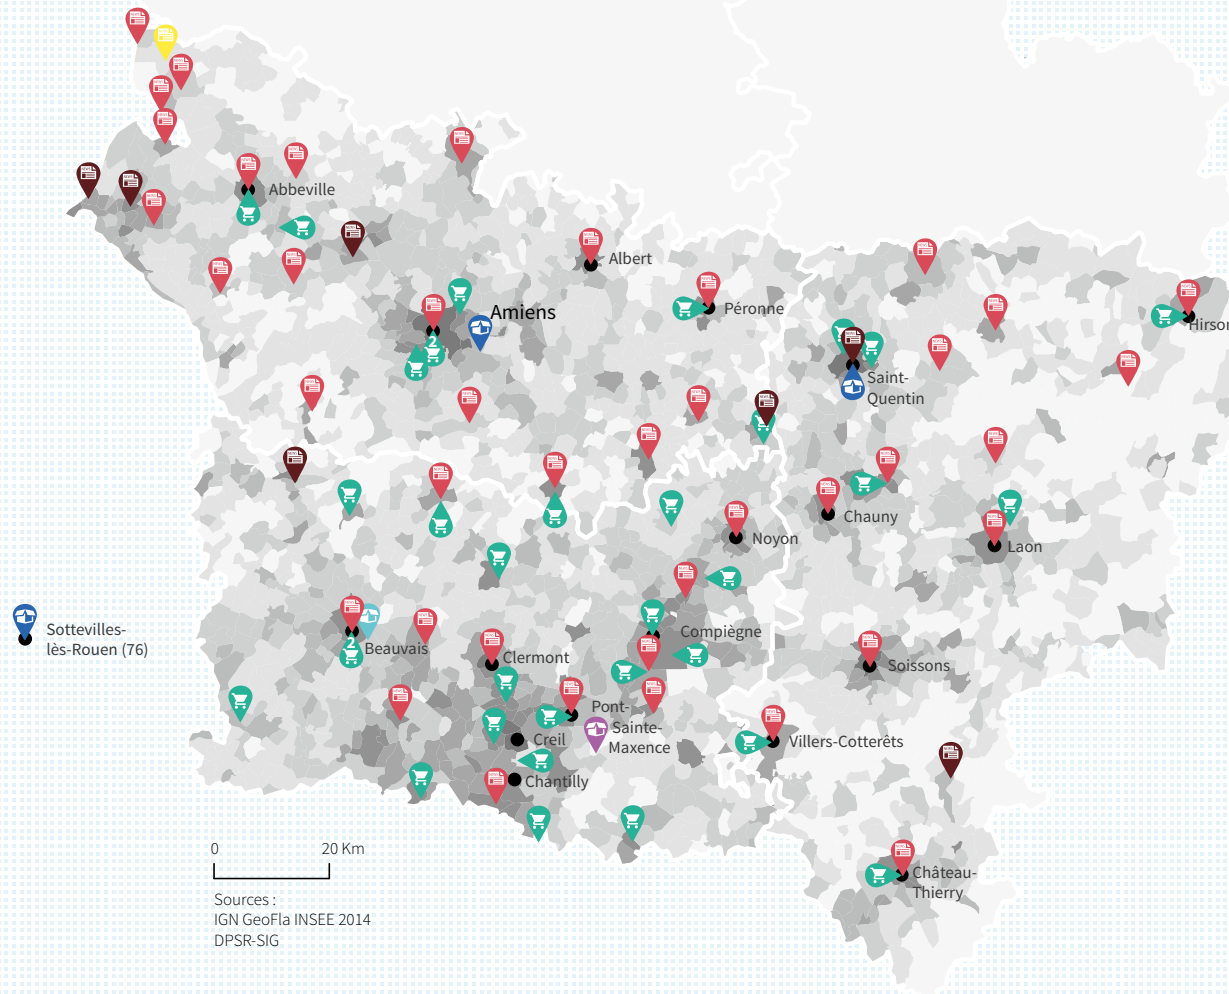 Abbeville
Albert
Péronne
Amiens
Hirson
2
Saint-
Quentin
Chauny
Noyon
Laon
Sottevilles-
lès-Rouen (76)
2
Beauvais
Compiègne
Clermont
Soissons
Pont-
Sainte-
Maxence
Creil
Villers-Cotterêts
Chantilly
0 20 Km
Château-
Thierry
Sources :
IGN GeoFla INSEE 2014
DPSR-SIG